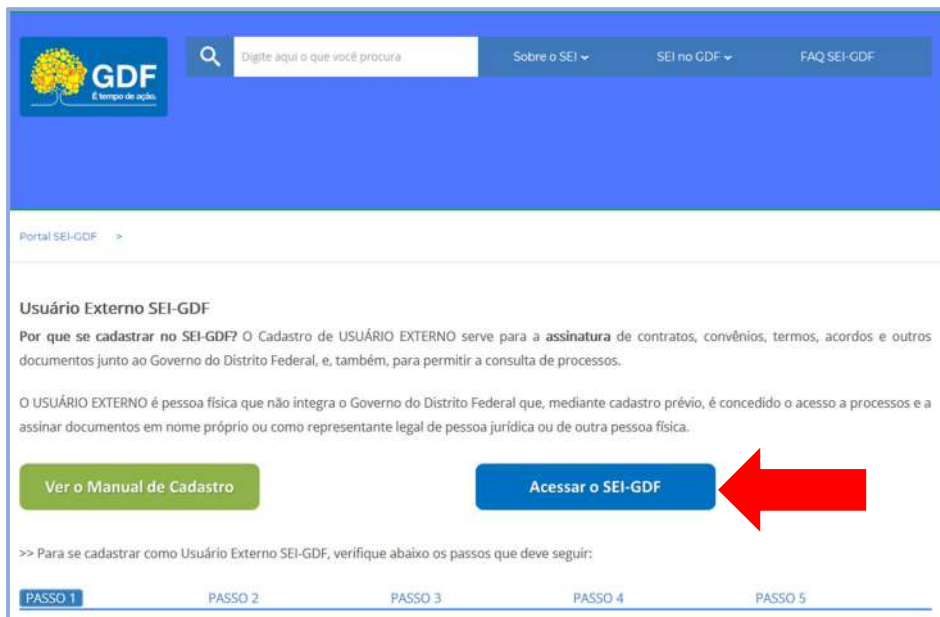 GDF
É tempo de ação.
Digite aqui o que você procura
Sobre o SEI
SEI no GDF
FAQ SEI-GDF
Portal SEI-GDF >
Usuário Externo SEI-GDF
Por que se cadastrar no SEI-GDF? O Cadastro de USUÁRIO EXTERNO serve para a assinatura de contratos, convênios, termos, acordos e outros
documentos junto ao Governo do Distrito Federal, e, também, para permitir a consulta de processos.
O USUÁRIO EXTERNO é pessoa física que não integra o Governo do Distrito Federal que, mediante cadastro prévio, é concedido o acesso a processos e a
assinar documentos em nome próprio ou como representante legal de pessoa jurídica ou de outra pessoa física.
Ver o Manual de Cadastro
Acessar o SEI-GDF
>> Para se cadastrar como Usuário Externo SEI-GDF, verifique abaixo os passos que deve seguir:
PASSO 1
PASSO 2
PASSO 3
PASSO 4
PASSO 5